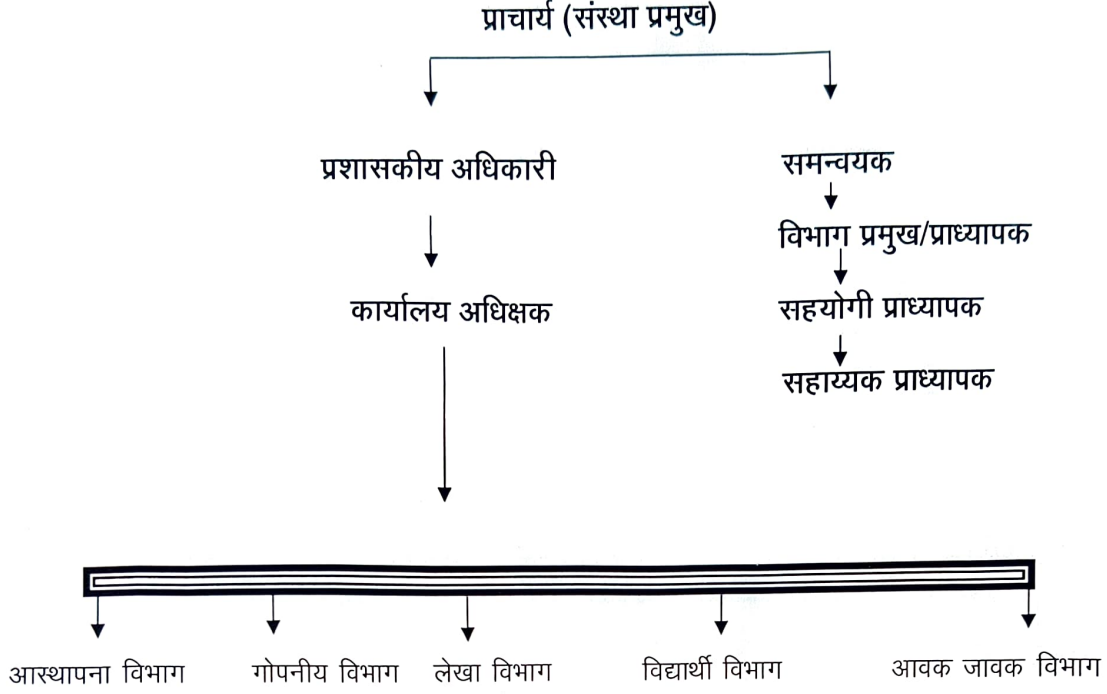 प्राचार्य (संस्था प्रमुख)
प्रशासकीय अधिकारी
समन्वयक
विभाग प्रमुख/प्राध्यापक
कार्यालय अधिक्षक
सहयोगी प्राध्यापक
सहाय्यक प्राध्यापक
आस्थापना विभाग
गोपनीय विभाग
लेखा विभाग
विद्यार्थी विभाग
आवक जावक विभाग